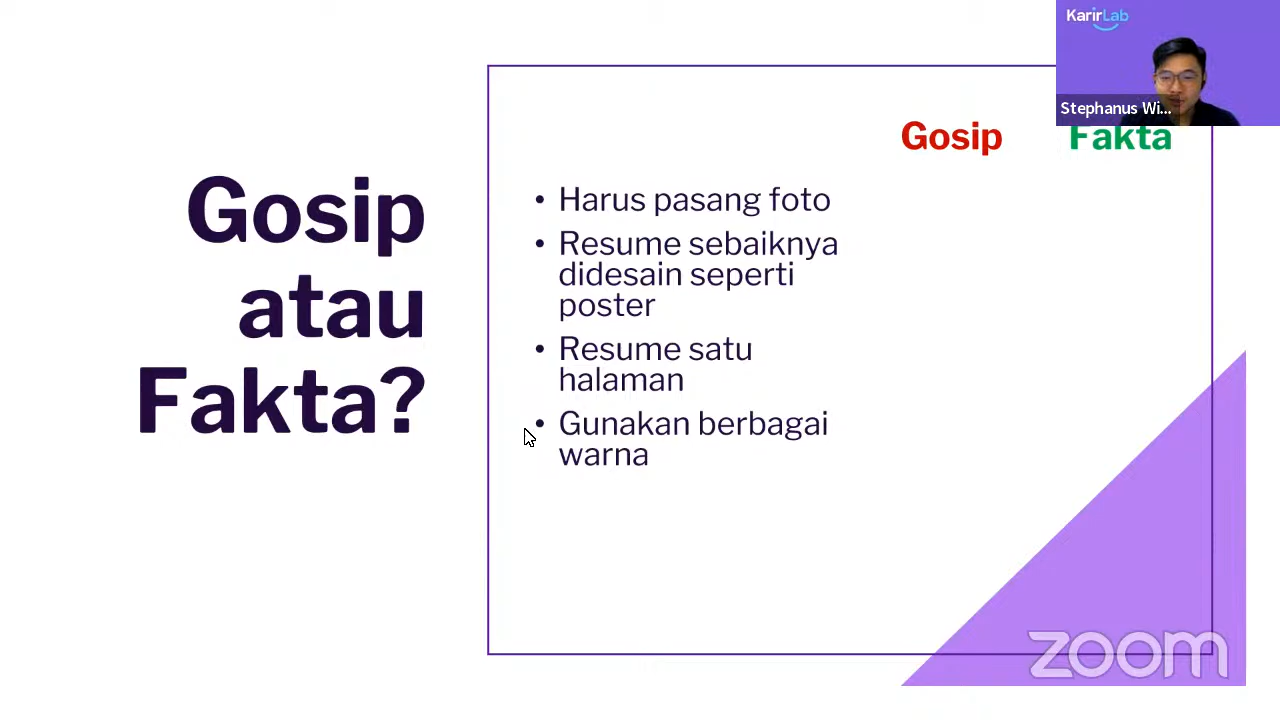 KarirLab
Stephanus Wi...
Gosip Fakta
Gosip
atau
Fakta?
• Harus pasang foto
• Resume sebaiknya
didesain seperti
poster
• Resume satu
halaman
• Gunakan berbagai
warna
zoom